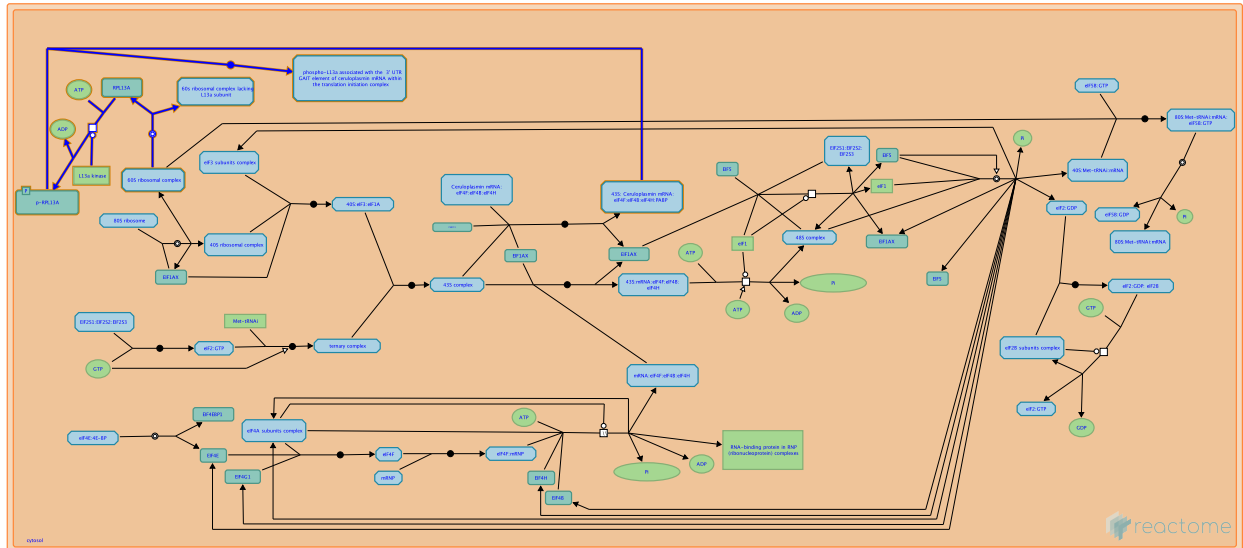 phospho-L13a associated wth the 3' UTR
GAIT element of ceruloplasmin mRNA within
the translation initiation complex
ATP
RPL13A
60s ribosomal complex lacking
L13a subunit
ADP
L13a kinase
P
p-RPL13A
60S ribosomal complex
eIF3 subunits complex
80S ribosome
40S ribosomal complex
EIF1AX
40S:eIF3:eIF1A
Ceruloplasmin mRNA:
eIF4F:eIF4B:eIF4H
EIF1AX
43S: Ceruloplasmin mRNA:
eIF4F:eIF4B:eIF4H:PABP
EIF1AX
43S complex
43S:mRNA:eIF4F:eIF4B:
eIF4H
ATP
eIF1
ATP
ADP
Pi
EIF5
EIF2S1:EIF2S2:
EIF2S3
EIF5
eIF1
48S complex
EIF1AX
EIF5
Pi
eIF5B:GTP
80S:Met-tRNAi:mRNA:
eIF5B:GTP
40S:Met-tRNAi:mRNA
eIF2:GDP
eIF5B:GDP
Pi
80S:Met-tRNAi:mRNA
eIF2:GDP: eIF2B
GTP
eIF2B subunits complex
eIF2:GTP
GDP
EIF2S1:EIF2S2:EIF2S3
GTP
eIF2:GTP
Met-tRNAi
ternary complex
mRNA:eIF4F:eIF4B:eIF4H
eIF4E:4E-BP
EIF4EBP1
EIF4E
EIF4G1
eIF4A subunits complex
eIF4F
mRNP
eIF4F:mRNP
ATP
EIF4H
EIF4B
Pi
ADP
RNA-binding protein in RNP
(ribonucleoprotein) complexes
cytosol
reactome